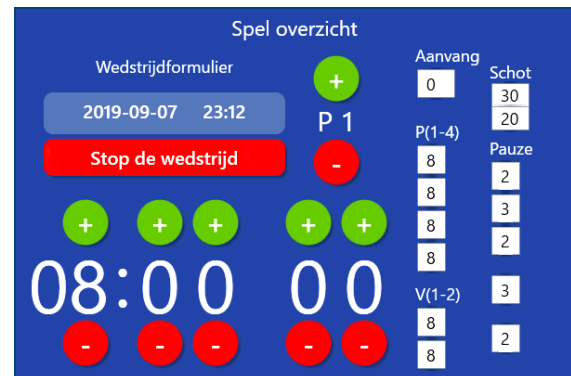 Spel overzicht
Wedstrijdformulier
2019-09-07 23:12
Stop de wedstrijd
+
P 1
-
+ + + + +
08:00 00
- - - - -
Aanvang
0
P(1-4)
8
8
8
8
V(1-2)
8
8
Schot
30
20
Pauze
2
3
2
3
2